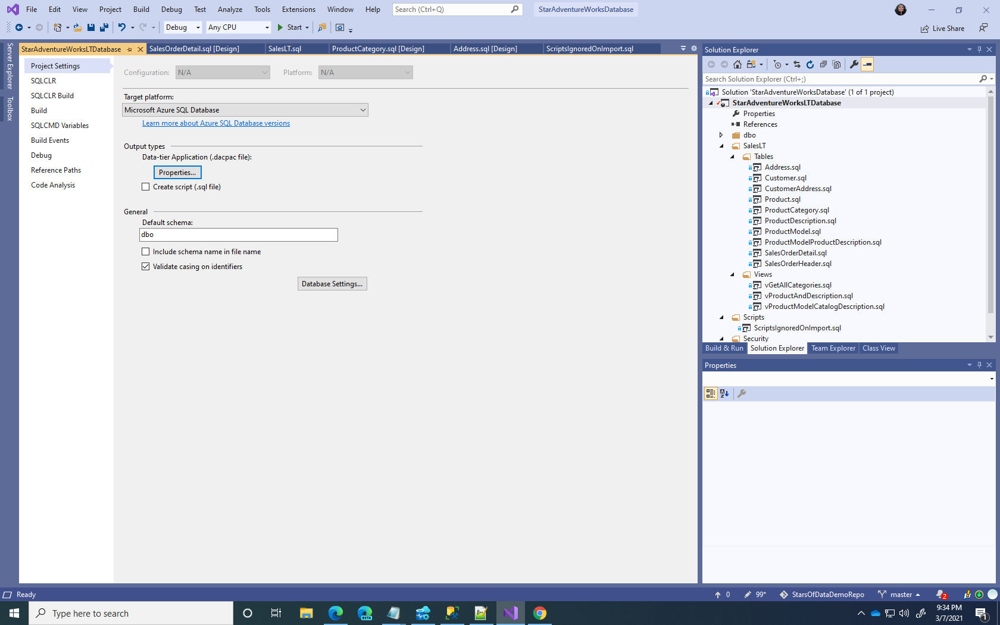 File Edit View Project Build Debug Test Analyze Tools Extensions Window Help Search (Ctrl+Q) StarAdventureWorksDatabase
Debug Any CPU Start Live Share
Server Explorer
Toolbox
StarAdventureWorksLTDatabase SalesOrderDetail.sql [Design] SalesLT.sql ProductCategory.sql [Design] Address.sql [Design] ScriptsIgnoredOnImport.sql
Project Settings
SQLCLR
SQLCLR Build
Build
SQLCMD Variables
Build Events
Debug
Reference Paths
Code Analysis
Configuration: N/A Platform: N/A
Target platform:
Microsoft Azure SQL Database
Learn more about Azure SQL Database versions
Output types
Data-tier Application (.dacpac file):
Properties...
Create script (.sql file)
General
Default schema:
dbo
Include schema name in file name
Validate casing on identifiers
Database Settings...
Solution Explorer
Search Solution Explorer (Ctrl+;)
Solution 'StarAdventureWorksDatabase' (1 of 1 project)
StarAdventureWorksLTDatabase
Properties
References
dbo
SalesLT
Tables
Address.sql
Customer.sql
CustomerAddress.sql
Product.sql
ProductCategory.sql
ProductDescription.sql
ProductModel.sql
ProductModelProductDescription.sql
SalesOrderDetail.sql
SalesOrderHeader.sql
Views
vGetAllCategories.sql
vProductAndDescription.sql
vProductModelCatalogDescription.sql
Scripts
ScriptsIgnoredOnImport.sql
Security
Build & Run Solution Explorer Team Explorer Class View
Properties
Ready 0 99* StarsOfDataDemoRepo master 2
Type here to search BETA
9:34 PM
3/7/2021
1